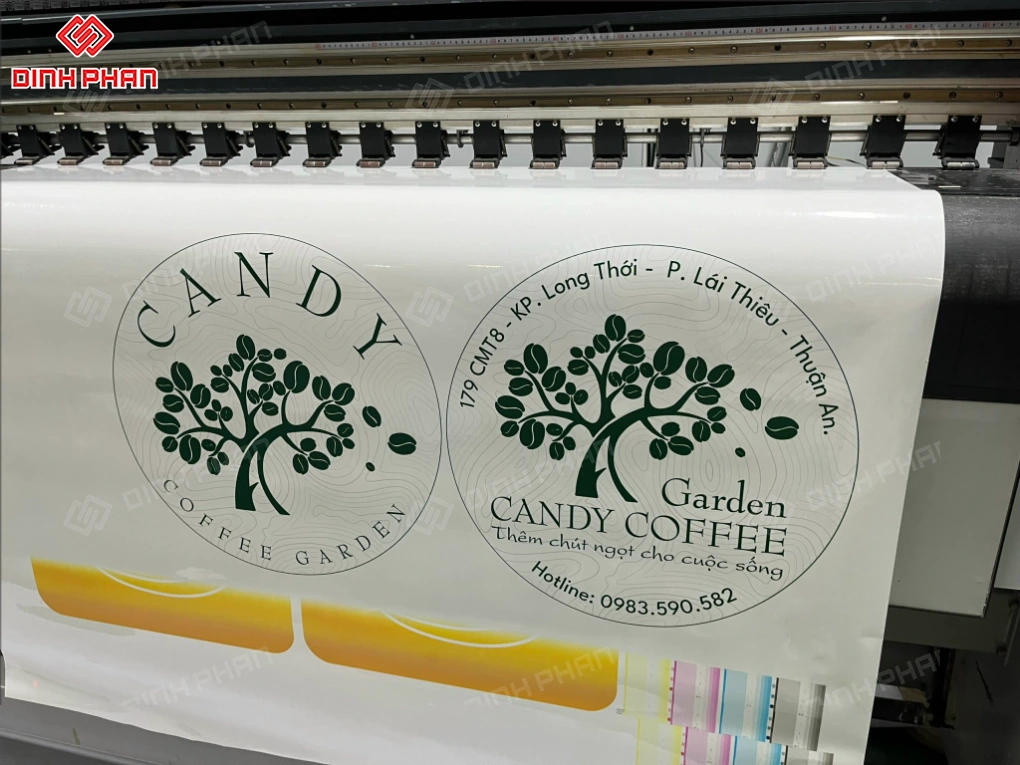 DINH PHAN
CANDY
COFFEE GARDEN
179 CMT8 - KP. Long Thới - P. Lái Thiêu - Thuận An.
Garden
CANDY COFFEE
Thêm chút ngọt cho cuộc sống
Hotline: 0983.590.582